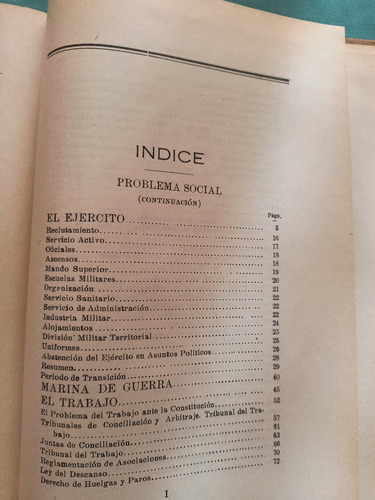 INDICE
PROBLEMA SOCIAL
(CONTINUACIÓN)
Págs.
EL EJERCITO
Reclutamiento 5
Servicio Activo 16
Oficiales 17
Ascensos 18
Mando Superior 18
Escuelas Militares 19
Organización 20
Servicio Sanitario 21
Servicio de Administración 22
Industria Militar 22
Alojamientos 24
División Militar Territorial 25
Uniformes 25
Abstención del Ejército en Asuntos Políticos 26
Resumen 28
Período de Transición 29
MARINA DE GUERRA 40
EL TRABAJO 45
El Problema del Trabajo ante la Constitución 52
Tribunales de Conciliación y Arbitraje. Tribunal del Tra-
bajo 57
Juntas de Conciliación 61
Tribunal del Trabajo 63
Reglamentación de Asociaciones 66
Ley del Descanso 70
Derecho de Huelgas y Paros 72
I